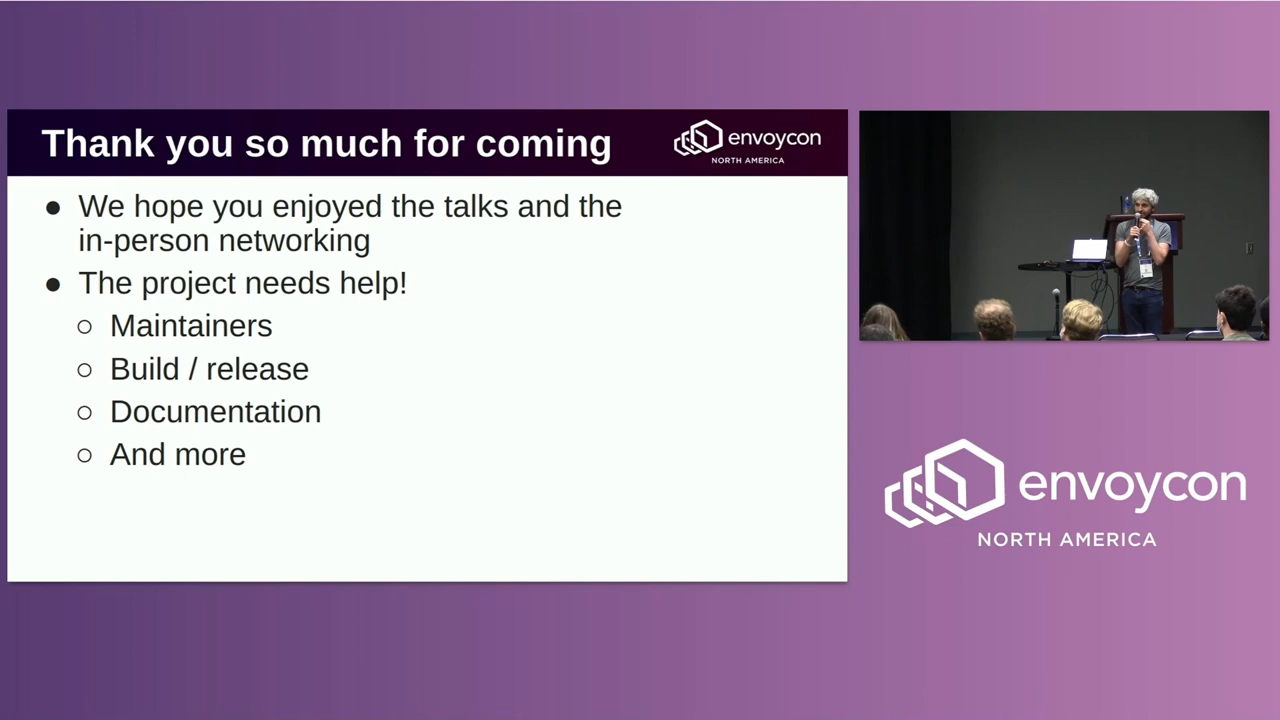 Thank you so much for coming
envoycon
NORTH AMERICA
● We hope you enjoyed the talks and the
in-person networking
● The project needs help!
○ Maintainers
○ Build / release
○ Documentation
○ And more
envoycon
NORTH AMERICA